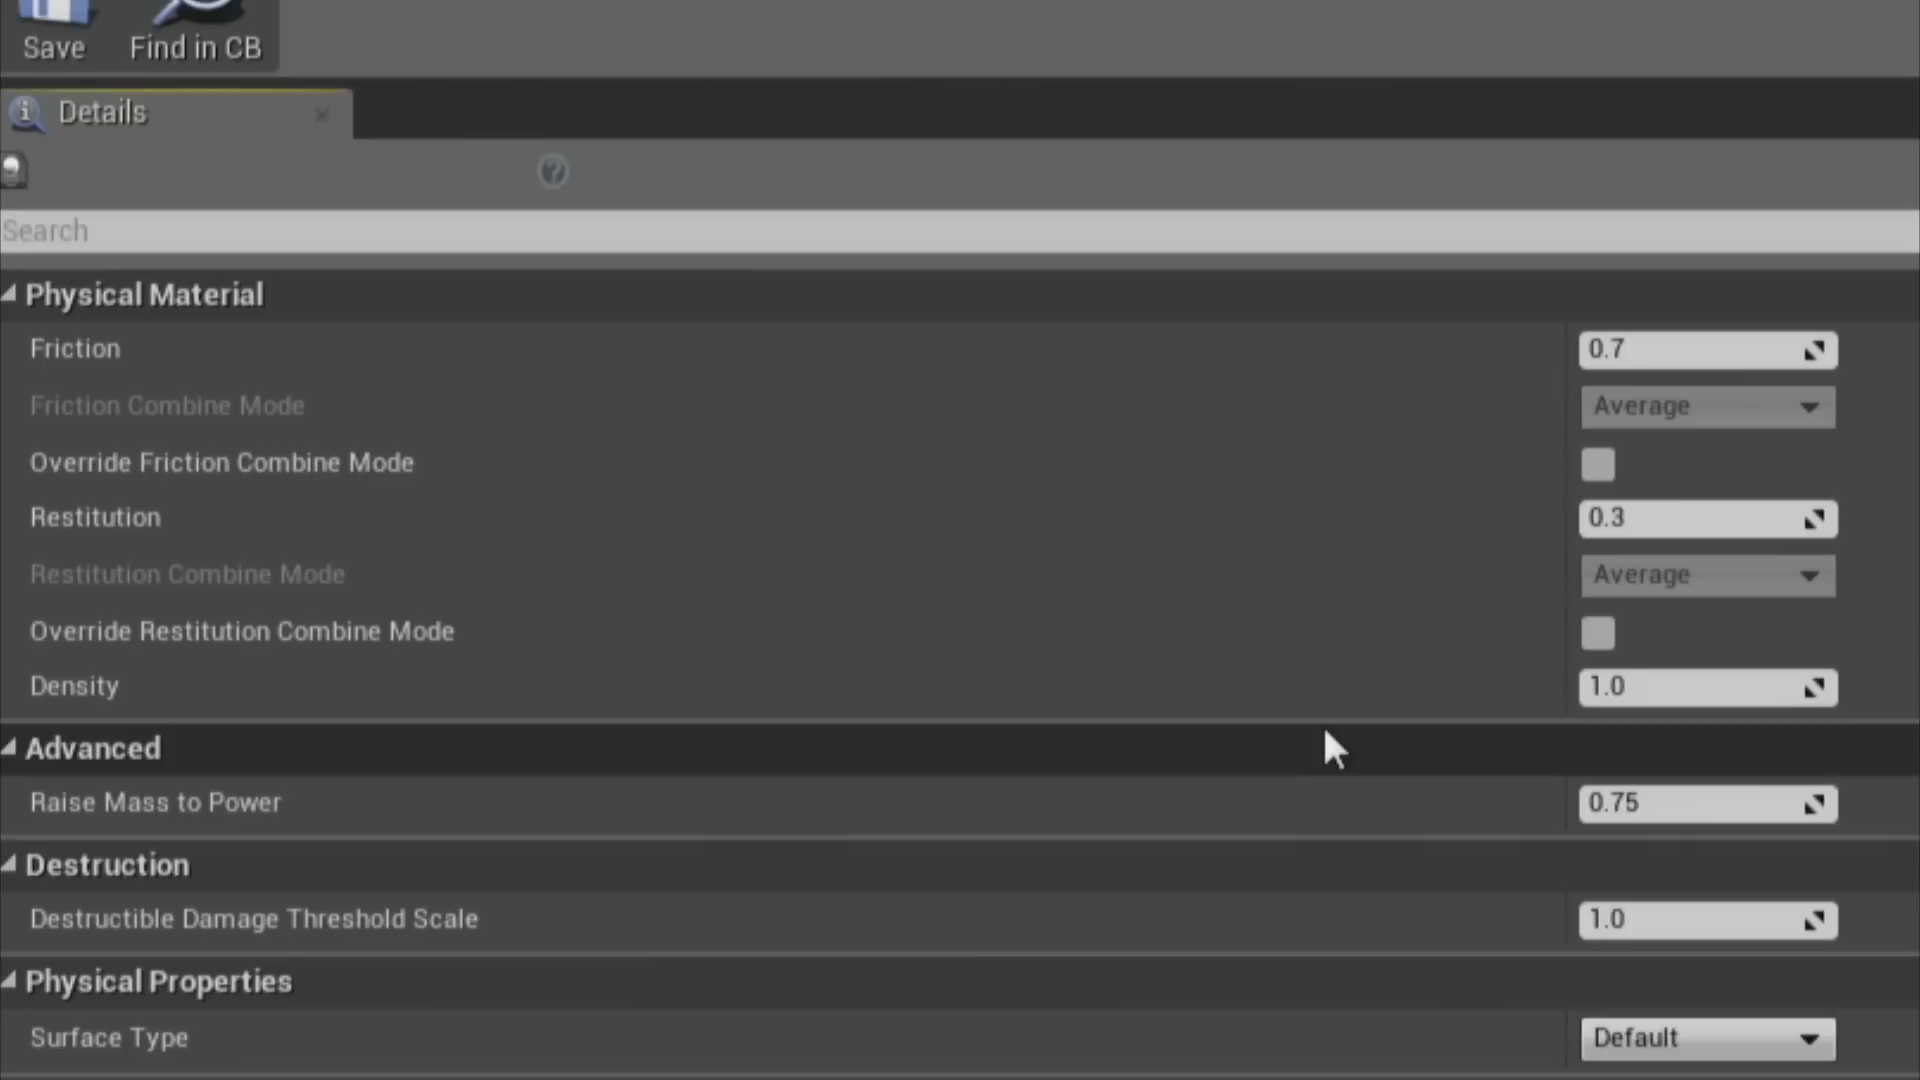 Save Find in CB
Details
Search
Physical Material
Friction 0.7
Friction Combine Mode Average
Override Friction Combine Mode
Restitution 0.3
Restitution Combine Mode Average
Override Restitution Combine Mode
Density 1.0
Advanced
Raise Mass to Power 0.75
Destruction
Destructible Damage Threshold Scale 1.0
Physical Properties
Surface Type Default